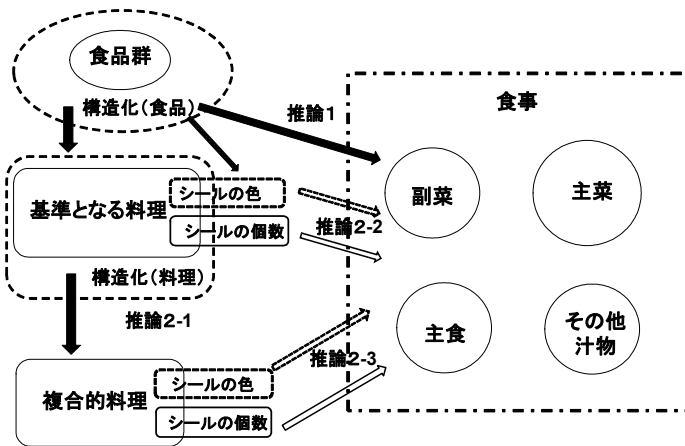 食品群
構造化（食品）
推論1
食事
基準となる料理
シールの色
シールの個数
構造化（料理）
推論2-2
副菜
主菜
推論2-1
主食
その他
汁物
推論2-3
複合的料理
シールの色
シールの個数